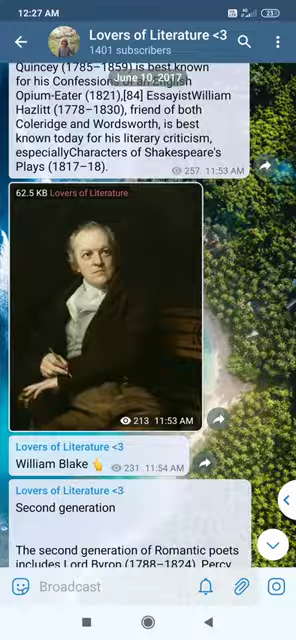 12:27 AM
23
Lovers of Literature <3
1401 subscribers
Quincey (1785–1859) is best known
for his Confessions of an English
June 10, 2017
Opium-Eater (1821),[84] EssayistWilliam
Hazlitt (1778–1830), friend of both
Coleridge and Wordsworth, is best
known today for his literary criticism,
especiallyCharacters of Shakespeare's
Plays (1817–18).
257 11:53 AM
62.5 KB Lovers of Literature
213 11:53 AM
Lovers of Literature <3
William Blake 👆
231 11:54 AM
Lovers of Literature <3
Second generation
The second generation of Romantic poets
includes Lord Byron (1788–1824), Percy
Broadcast